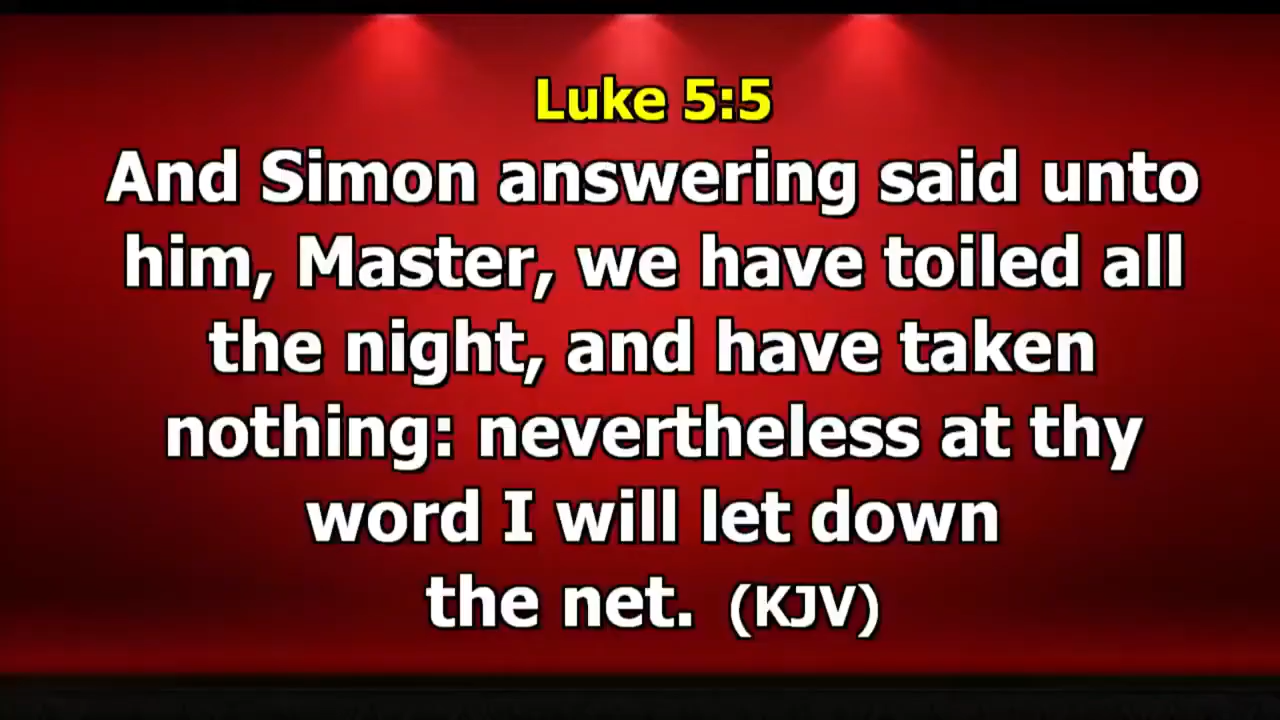 Luke 5:5
And Simon answering said unto
him, Master, we have toiled all
the night, and have taken
nothing: nevertheless at thy
word I will let down
the net. (KJV)